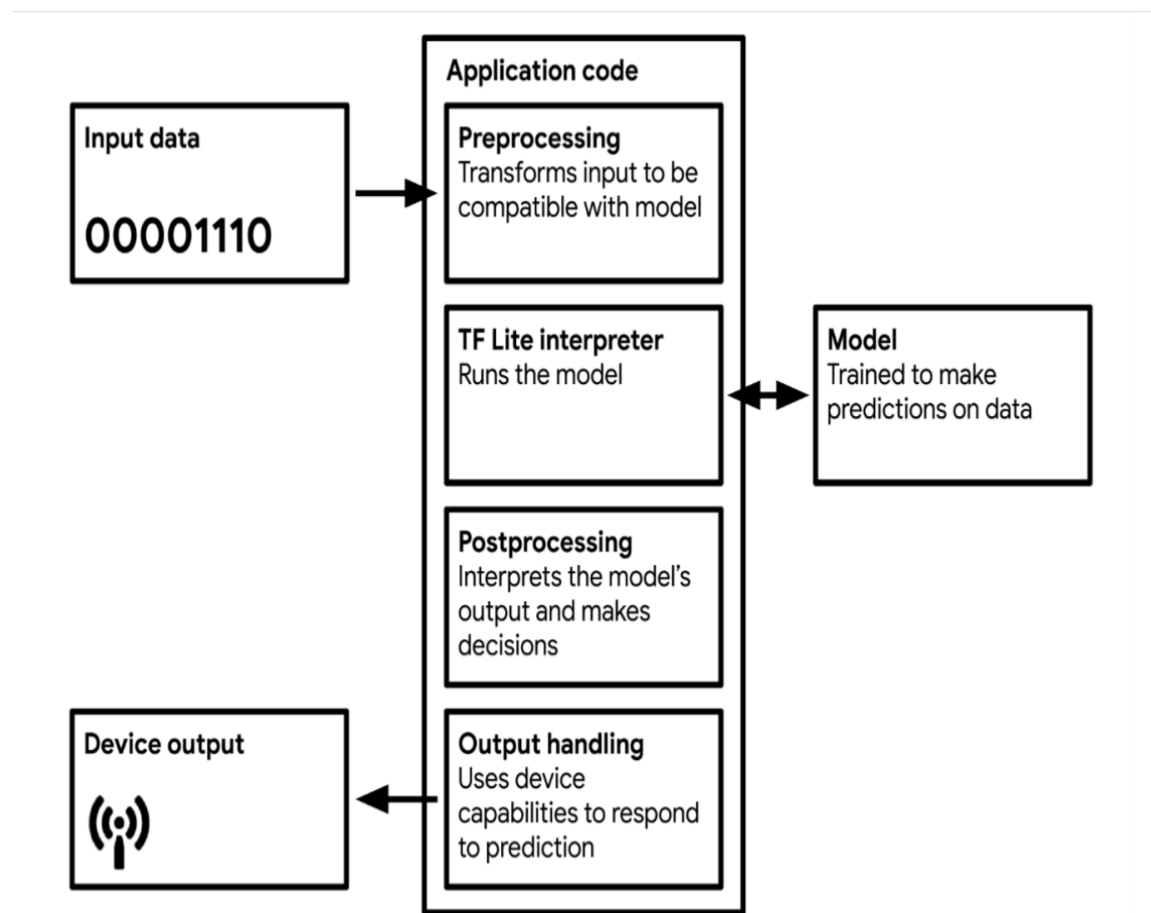 Application code
Input data
00001110
Preprocessing
Transforms input to be
compatible with model
TF Lite interpreter
Runs the model
Model
Trained to make
predictions on data
Postprocessing
Interprets the model’s
output and makes
decisions
Device output
Output handling
Uses device
capabilities to respond
to prediction